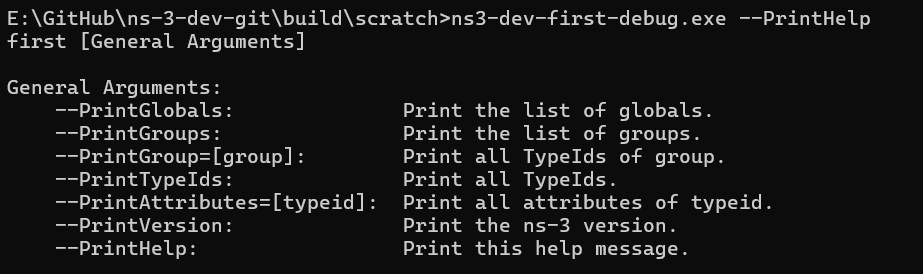 E:\GitHub\ns-3-dev-git\build\scratch>ns3-dev-first-debug.exe --PrintHelp
first [General Arguments]

General Arguments:
    --PrintGlobals:              Print the list of globals.
    --PrintGroups:               Print the list of groups.
    --PrintGroup=[group]:        Print all TypeIds of group.
    --PrintTypeIds:              Print all TypeIds.
    --PrintAttributes=[typeid]:  Print all attributes of typeid.
    --PrintVersion:              Print the ns-3 version.
    --PrintHelp:                 Print this help message.